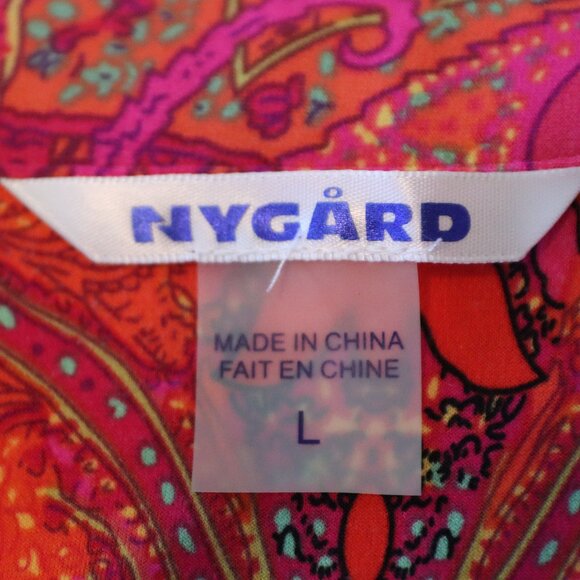 NYGÅRD
MADE IN CHINA
FAIT EN CHINE
L